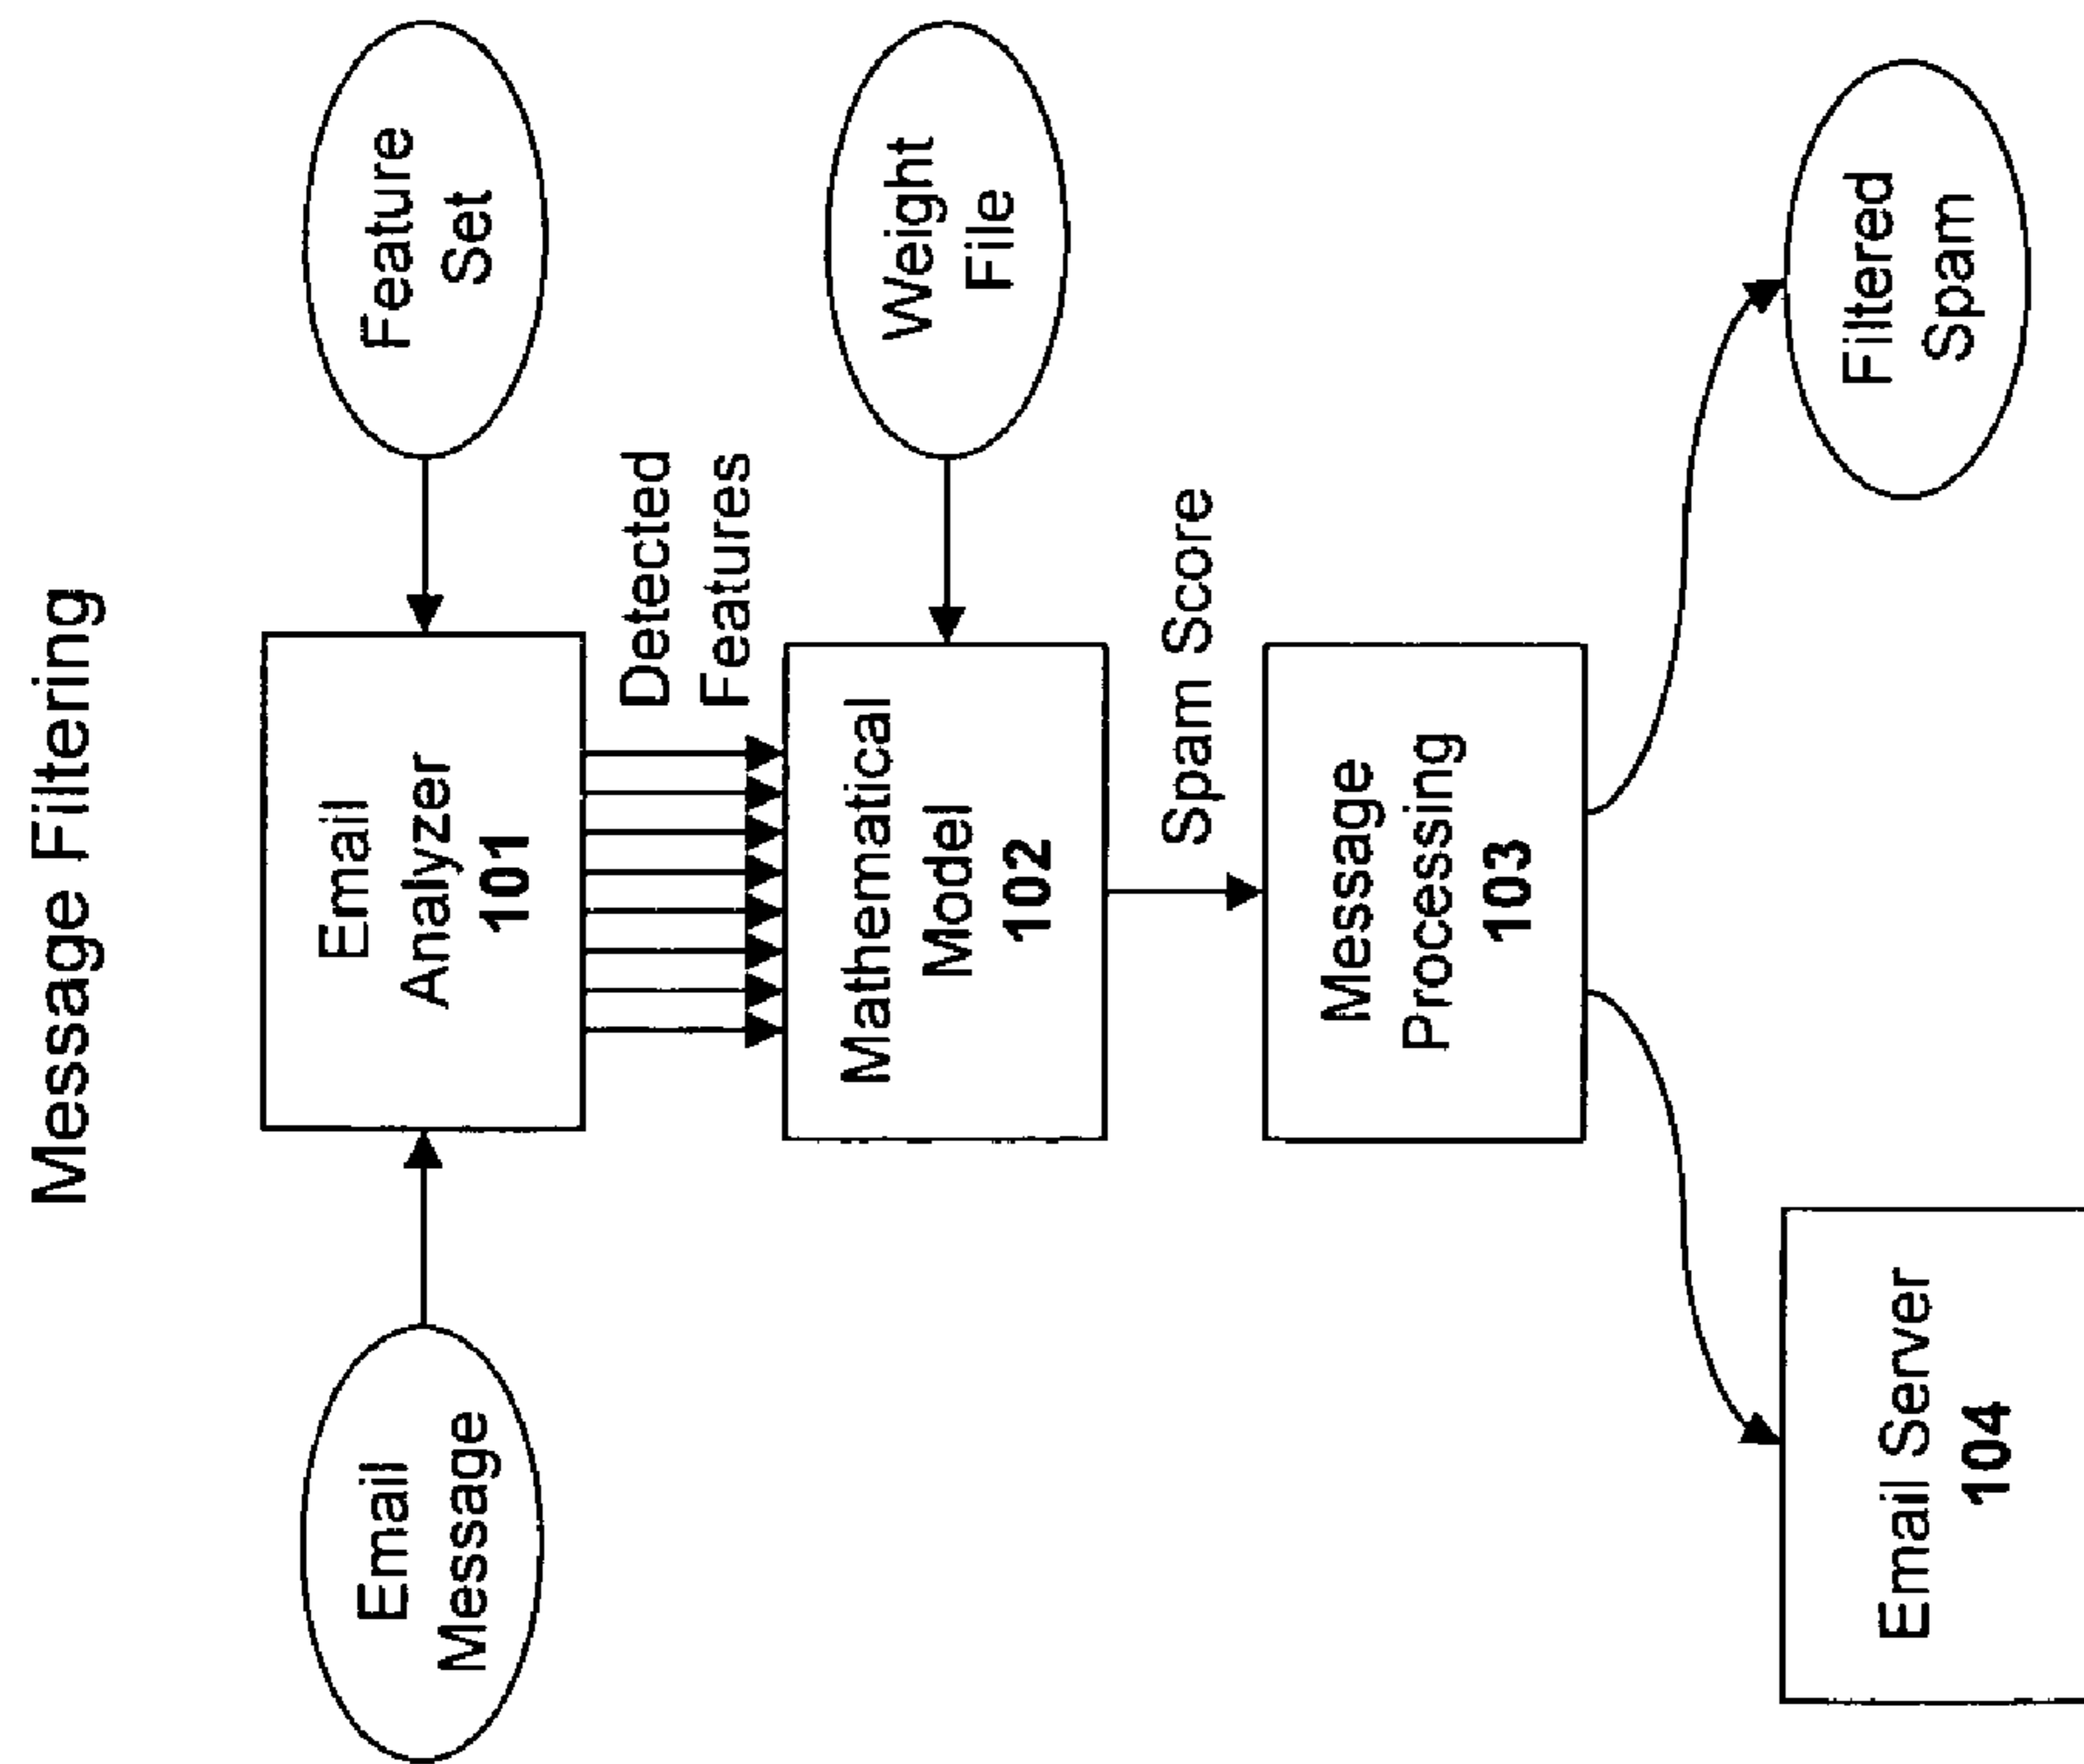 Message Filtering
Email
Message
Email
Analyzer
101
Feature
Set
Detected
Features
Mathematical
Model
102
Weight
File
Spam Score
Message
Processing
103
Email Server
104
Filtered
Spam